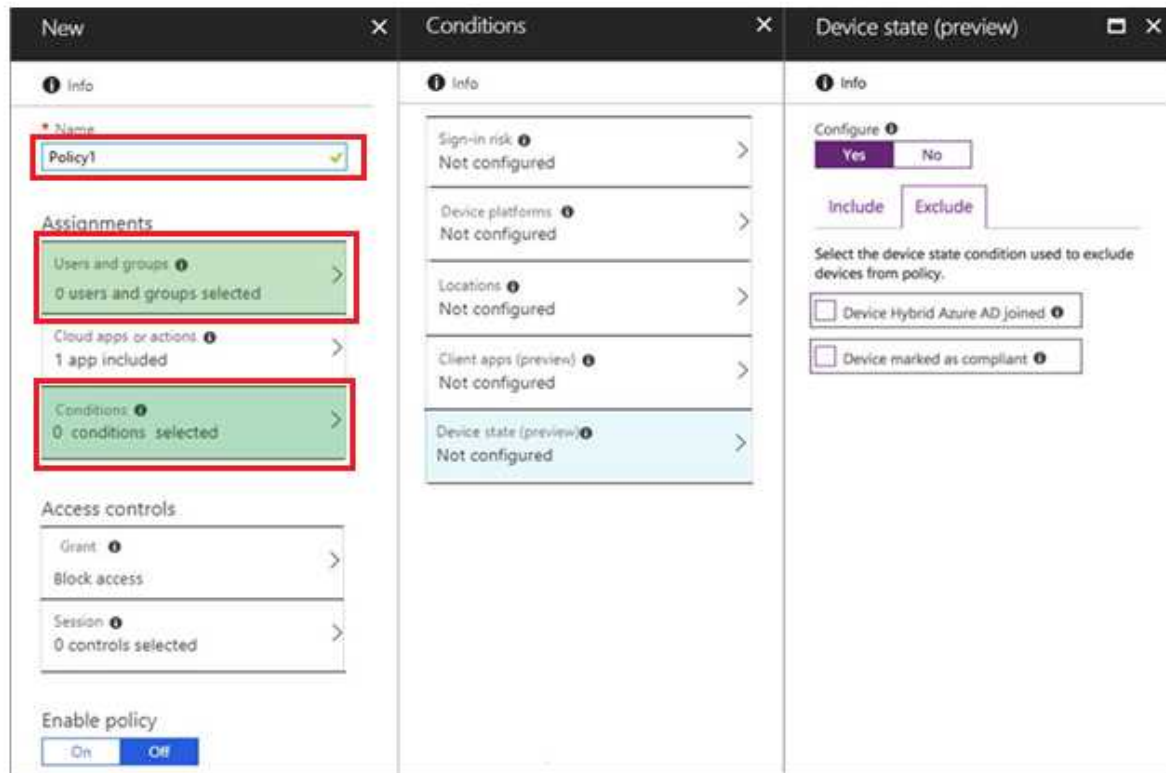 New
Info
* Name
Policy1
Assignments
Users and groups
0 users and groups selected
Cloud apps or actions
1 app included
Conditions
0 conditions selected
Access controls
Grant
Block access
Session
0 controls selected
Enable policy
On Off
Conditions
Info
Sign-in risk
Not configured
Device platforms
Not configured
Locations
Not configured
Client apps (preview)
Not configured
Device state (preview)
Not configured
Device state (preview)
Info
Configure
Yes No
Include Exclude
Select the device state condition used to exclude
devices from policy.
Device Hybrid Azure AD joined
Device marked as compliant